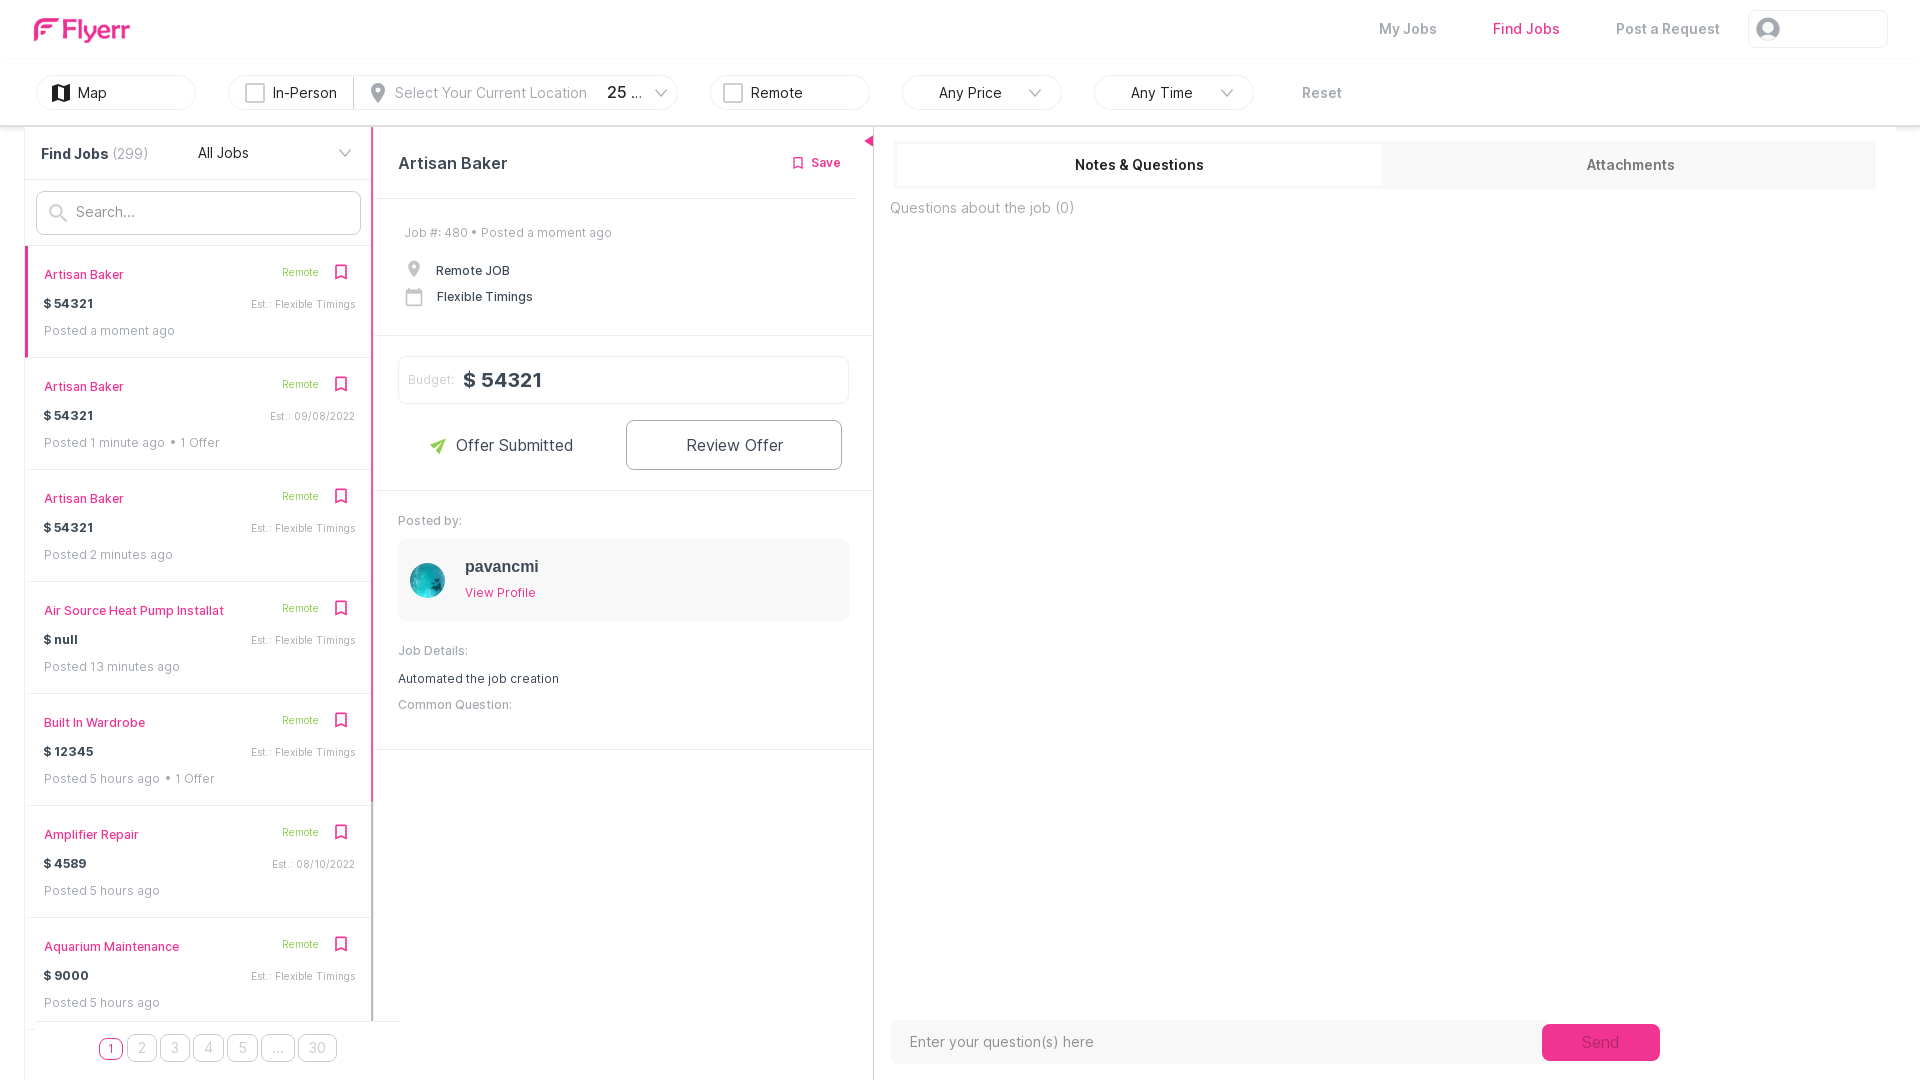 Flyerr
My Jobs
Find Jobs
Post a Request
Map
In-Person
Select Your Current Location
25 ...
Remote
Any Price
Any Time
Reset
Find Jobs (299)
All Jobs
Search...
Artisan Baker
Remote
$ 54321
Est.: Flexible Timings
Posted a moment ago
Artisan Baker
Remote
$ 54321
Est.: 09/08/2022
Posted 1 minute ago • 1 Offer
Artisan Baker
Remote
$ 54321
Est.: Flexible Timings
Posted 2 minutes ago
Air Source Heat Pump Installat
Remote
$ null
Est.: Flexible Timings
Posted 13 minutes ago
Built In Wardrobe
Remote
$ 12345
Est.: Flexible Timings
Posted 5 hours ago • 1 Offer
Amplifier Repair
Remote
$ 4589
Est.: 08/10/2022
Posted 5 hours ago
Aquarium Maintenance
Remote
$ 9000
Est.: Flexible Timings
Posted 5 hours ago
1 2 3 4 5 ... 30
Artisan Baker
Save
Job #: 480 • Posted a moment ago
Remote JOB
Flexible Timings
Budget: $ 54321
Offer Submitted
Review Offer
Posted by:
pavancmi
View Profile
Job Details:
Automated the job creation
Common Question:
Notes & Questions
Attachments
Questions about the job (0)
Enter your question(s) here
Send